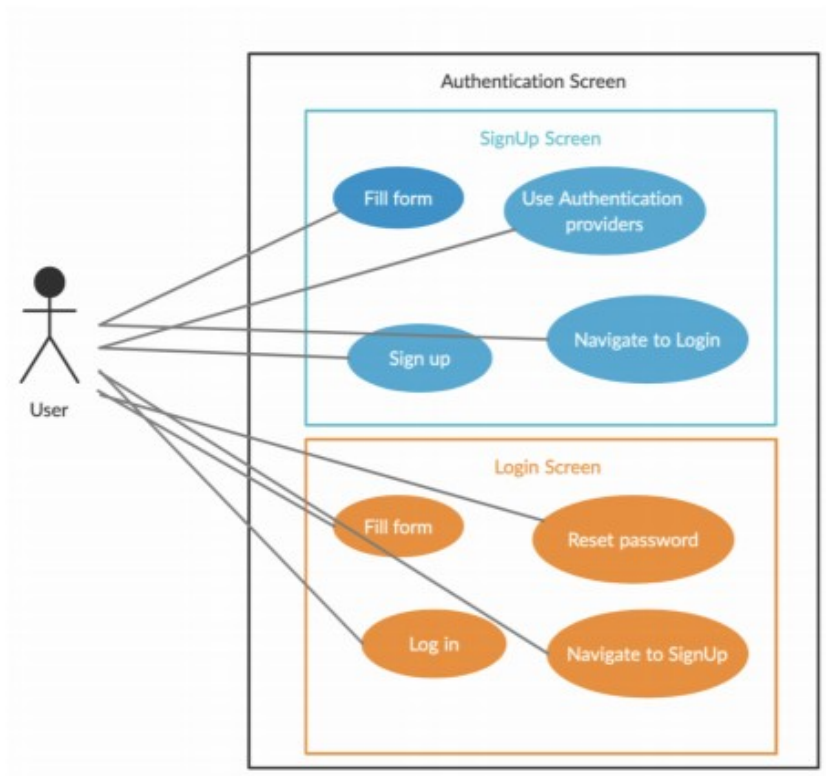 Authentication Screen
SignUp Screen
Fill form
Use Authentication
providers
Sign up
Navigate to Login
User
Login Screen
Fill form
Reset password
Log in
Navigate to SignUp